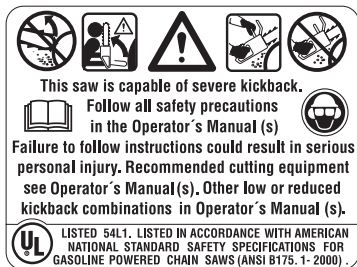 This saw is capable of severe kickback.
Follow all safety precautions
in the Operator´s Manual (s)
Failure to follow instructions could result in serious
personal injury. Recommended cutting equipment
see Operator´s Manual(s). Other low or reduced
kickback combinations in Operator´s Manual (s).
UL
LISTED 54L1. LISTED IN ACCORDANCE WITH AMERICAN
NATIONAL STANDARD SAFETY SPECIFICATIONS FOR
GASOLINE POWERED CHAIN SAWS (ANSI B175. 1- 2000) .